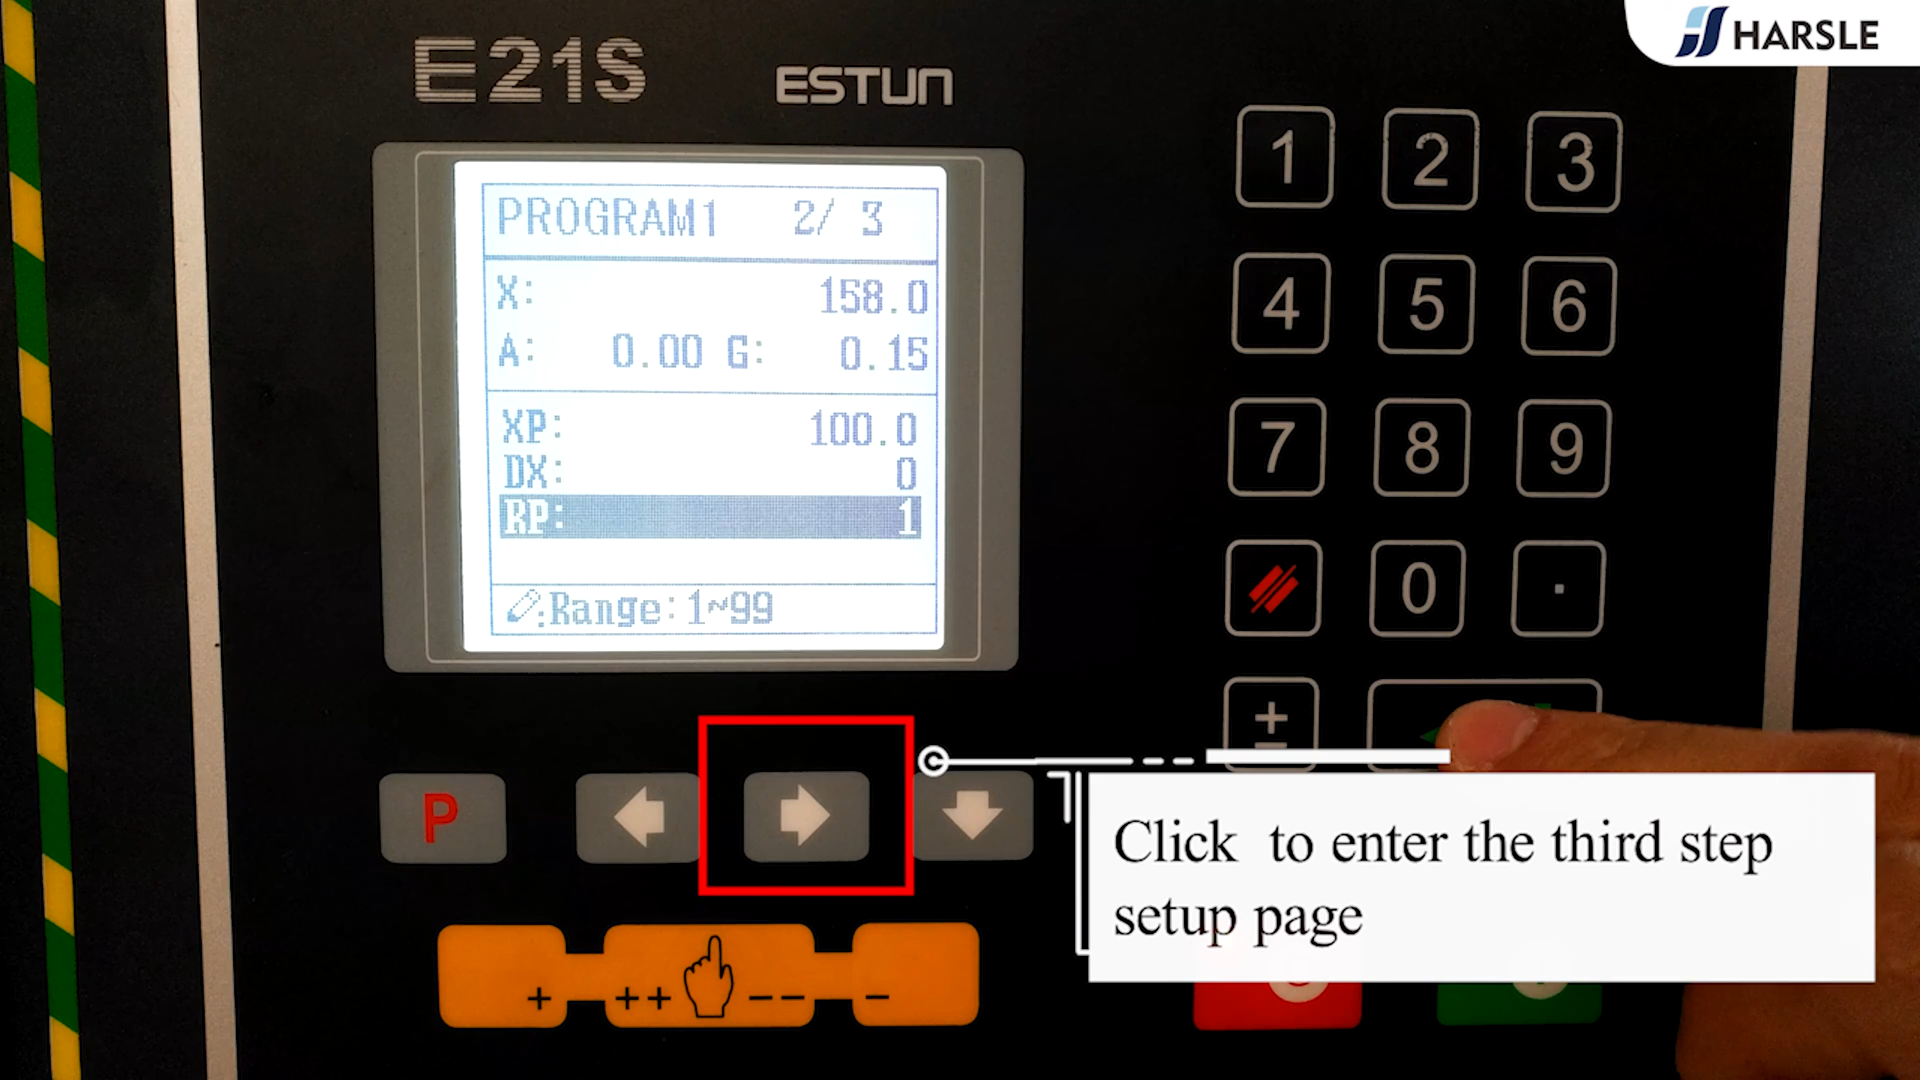 HARSLE
E21S ESTUN
PROGRAM1 2/ 3
X: 158.0
A: 0.00 G: 0.15
XP: 100.0
DX: 0
RP: 1
:Range:1~99
1 2 3
4 5 6
7 8 9
0 .
±
P
+ ++ -- -
Click to enter the third step
setup page